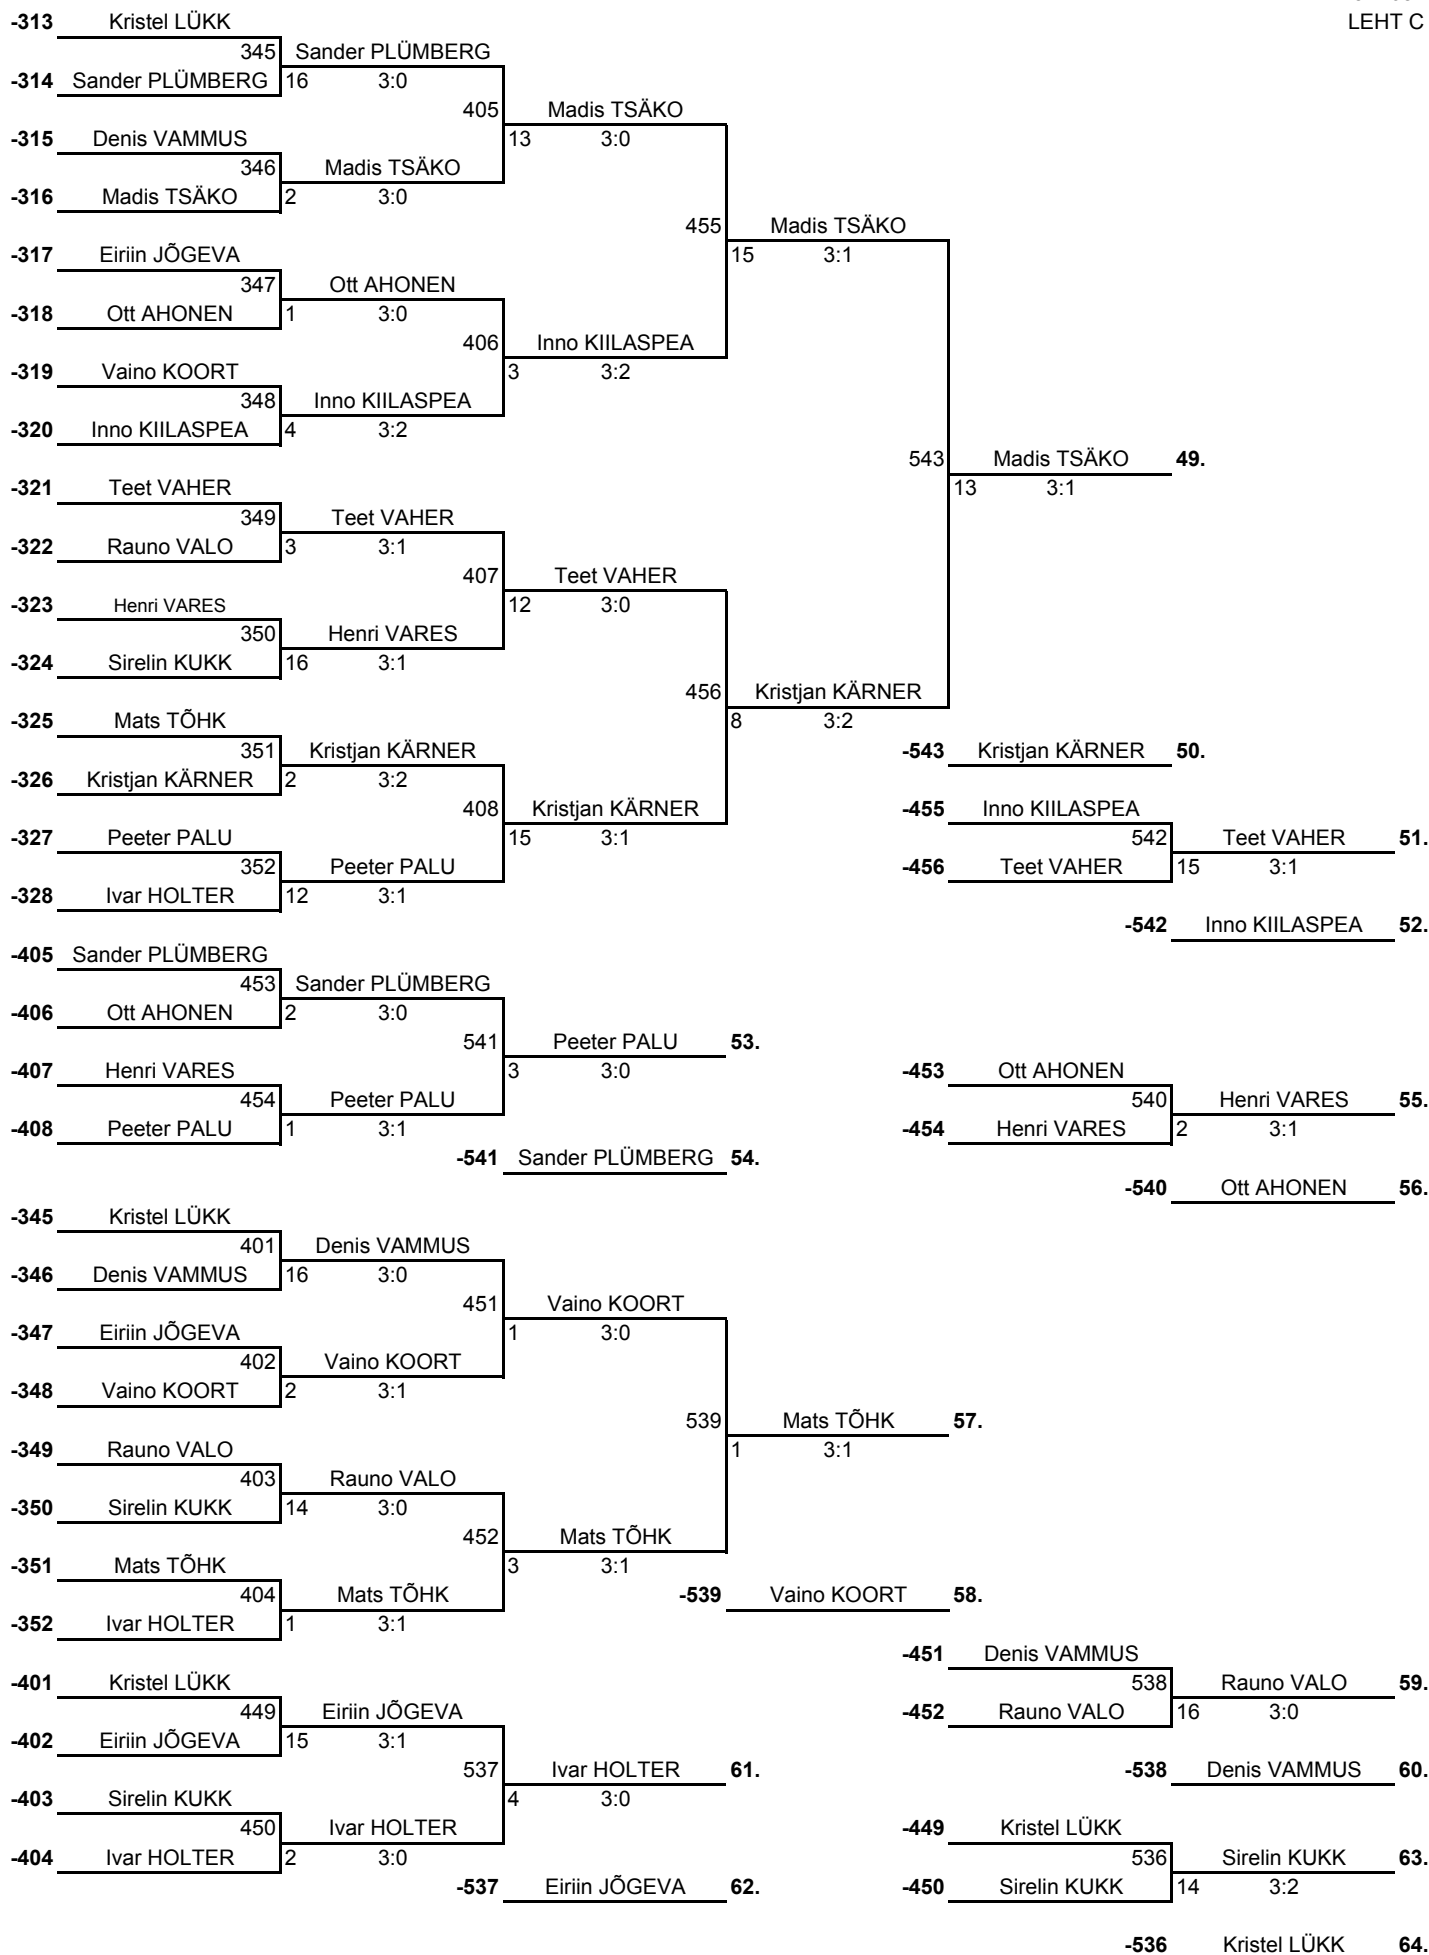 LEHT C
-313 Kristel LÜKK
345 Sander PLÜMBERG
-314 Sander PLÜMBERG 16 3:0
405 Madis TSÄKO
-315 Denis VAMMUS 13 3:0
346 Madis TSÄKO
-316 Madis TSÄKO 2 3:0
455 Madis TSÄKO
-317 Eiriin JÕGEVA 15 3:1
347 Ott AHONEN
-318 Ott AHONEN 1 3:0
406 Inno KIILASPEA
-319 Vaino KOORT 3 3:2
348 Inno KIILASPEA
-320 Inno KIILASPEA 4 3:2
543 Madis TSÄKO 49.
-321 Teet VAHER 13 3:1
349 Teet VAHER
-322 Rauno VALO 3 3:1
407 Teet VAHER
-323 Henri VARES 12 3:0
350 Henri VARES
-324 Sirelin KUKK 16 3:1
456 Kristjan KÄRNER
-325 Mats TÕHK 8 3:2
351 Kristjan KÄRNER -543 Kristjan KÄRNER 50.
-326 Kristjan KÄRNER 2 3:2
408 Kristjan KÄRNER -455 Inno KIILASPEA
-327 Peeter PALU 15 3:1 542 Teet VAHER 51.
352 Peeter PALU -456 Teet VAHER 15 3:1
-328 Ivar HOLTER 12 3:1
-542 Inno KIILASPEA 52.
-405 Sander PLÜMBERG
453 Sander PLÜMBERG
-406 Ott AHONEN 2 3:0
541 Peeter PALU 53.
-407 Henri VARES 3 3:0 -453 Ott AHONEN
454 Peeter PALU 540 Henri VARES 55.
-408 Peeter PALU 1 3:1 -454 Henri VARES 2 3:1
-541 Sander PLÜMBERG 54.
-540 Ott AHONEN 56.
-345 Kristel LÜKK
401 Denis VAMMUS
-346 Denis VAMMUS 16 3:0
451 Vaino KOORT
-347 Eiriin JÕGEVA 1 3:0
402 Vaino KOORT
-348 Vaino KOORT 2 3:1
539 Mats TÕHK 57.
-349 Rauno VALO 1 3:1
403 Rauno VALO
-350 Sirelin KUKK 14 3:0
452 Mats TÕHK
-351 Mats TÕHK 3 3:1
404 Mats TÕHK -539 Vaino KOORT 58.
-352 Ivar HOLTER 1 3:1
-451 Denis VAMMUS
-401 Kristel LÜKK 538 Rauno VALO 59.
449 Eiriin JÕGEVA -452 Rauno VALO 16 3:0
-402 Eiriin JÕGEVA 15 3:1
537 Ivar HOLTER 61. -538 Denis VAMMUS 60.
-403 Sirelin KUKK 4 3:0
450 Ivar HOLTER -449 Kristel LÜKK
-404 Ivar HOLTER 2 3:0 536 Sirelin KUKK 63.
-537 Eiriin JÕGEVA 62. -450 Sirelin KUKK 14 3:2
-536 Kristel LÜKK 64.